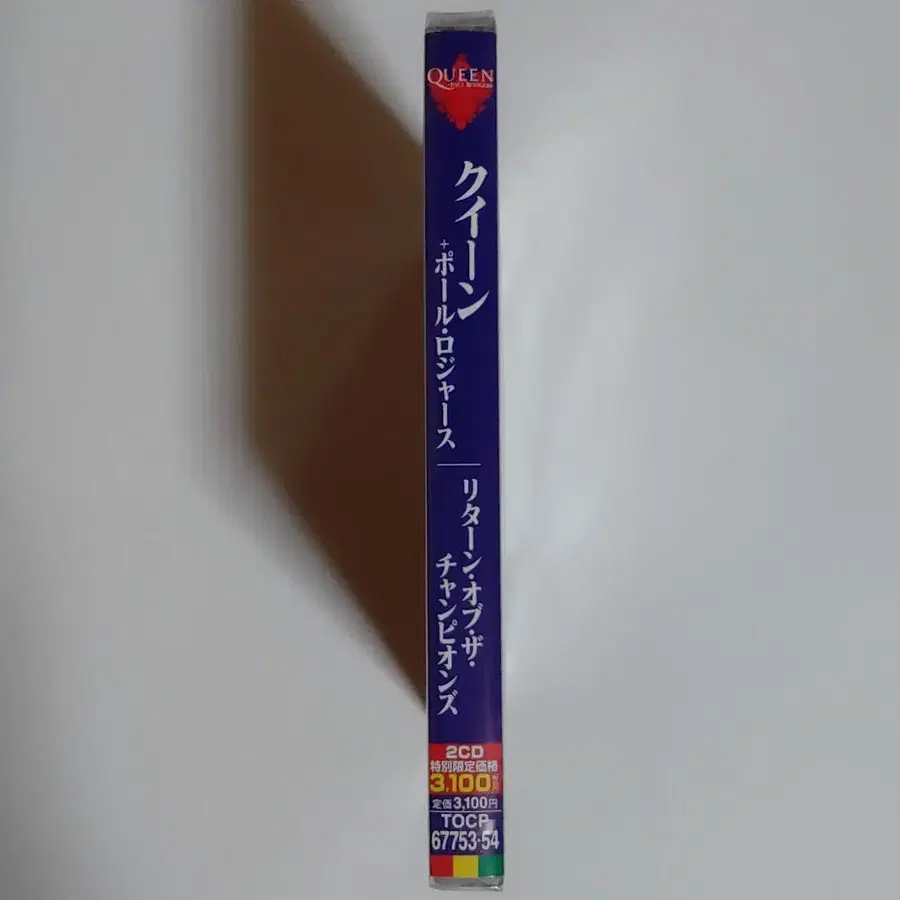 QUEEN
+PAUL RODGERS
クイーン
+ポール・ロジャース
リターン・オブ・ザ・
チャンピオンズ
2CD
特別限定価格
3,100
定価3,100円
TOCP
67753・54